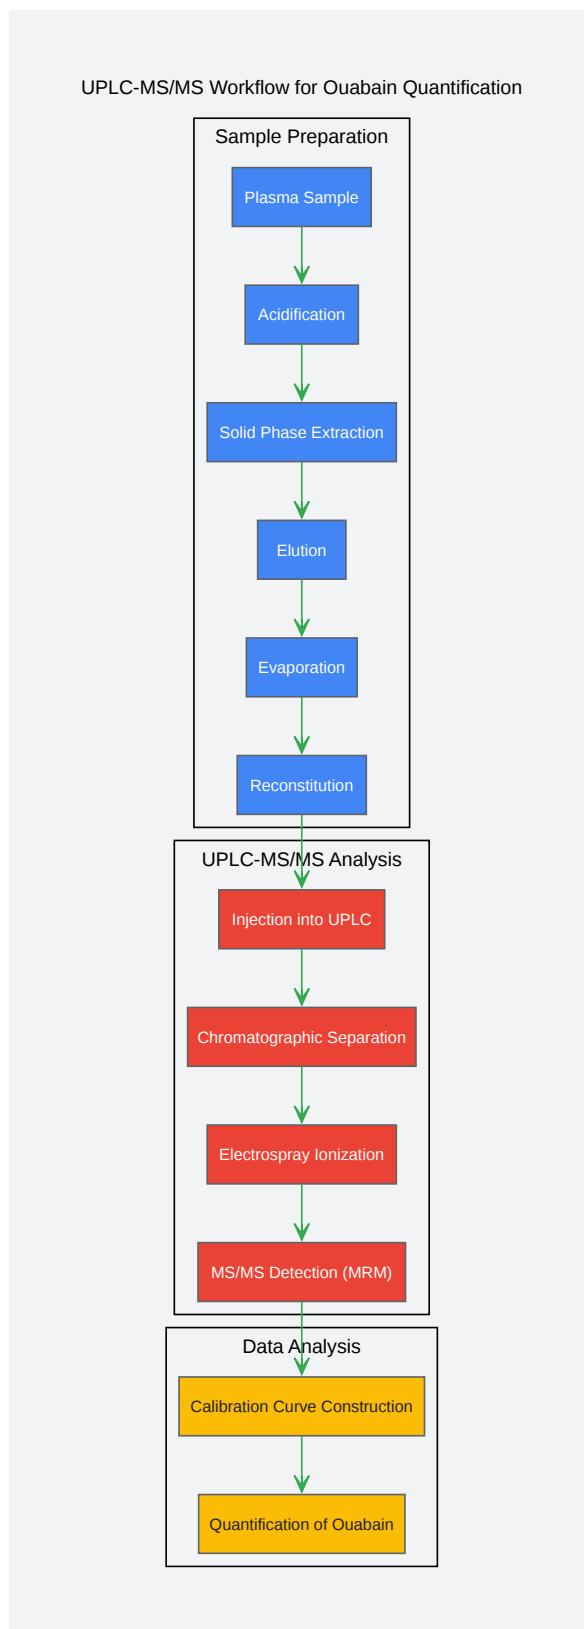 UPLC-MS/MS Workflow for Ouabain Quantification
Sample Preparation
Plasma Sample
Acidification
Solid Phase Extraction
Elution
Evaporation
Reconstitution
UPLC-MS/MS Analysis
Injection into UPLC
Chromatographic Separation
Electrospray Ionization
MS/MS Detection (MRM)
Data Analysis
Calibration Curve Construction
Quantification of Ouabain